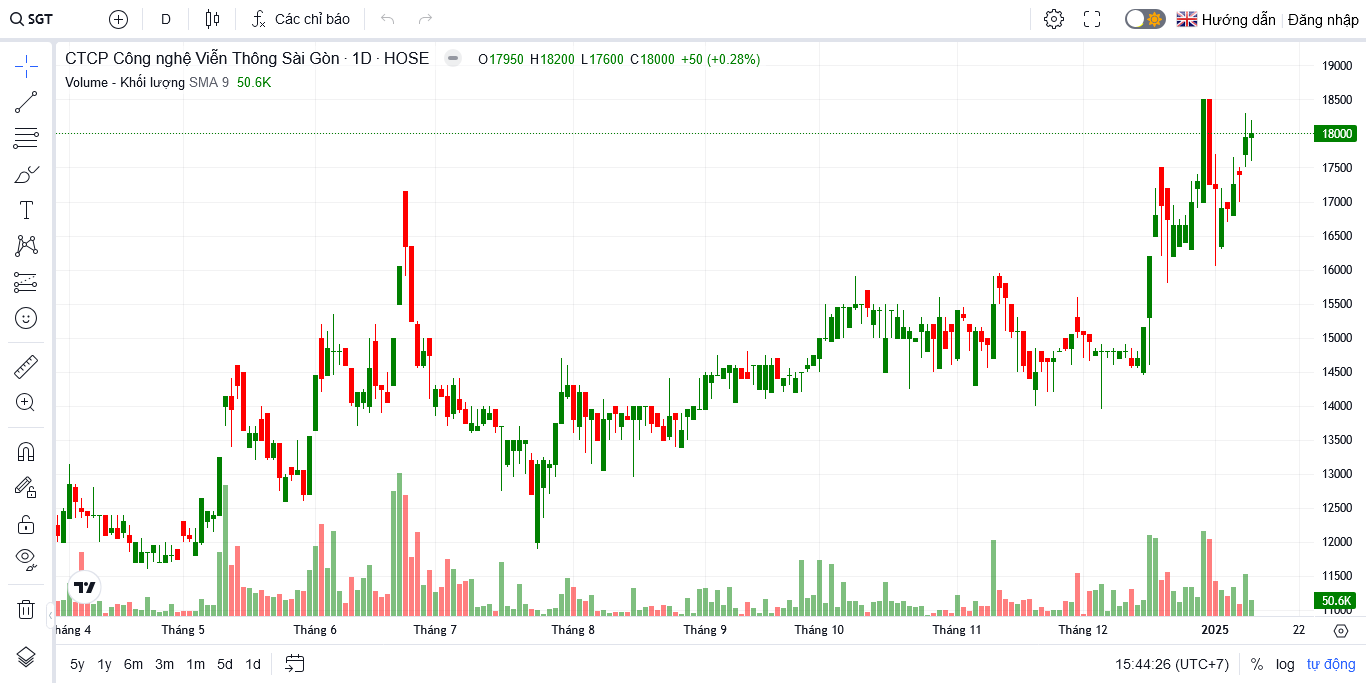 SGT D Các chỉ báo Hướng dẫn Đăng nhập
CTCP Công nghệ Viễn Thông Sài Gòn · 1D · HOSE O17950 H18200 L17600 C18000 +50 (+0.28%)
Volume - Khối lượng SMA 9 50.6K
19000
18500
18000
17500
17000
16500
16000
15500
15000
14500
14000
13500
13000
12500
12000
11500
50.6K
11000
háng 4 Tháng 5 Tháng 6 Tháng 7 Tháng 8 Tháng 9 Tháng 10 Tháng 11 Tháng 12 2025 22
5y 1y 6m 3m 1m 5d 1d 15:44:26 (UTC+7) % log tự động